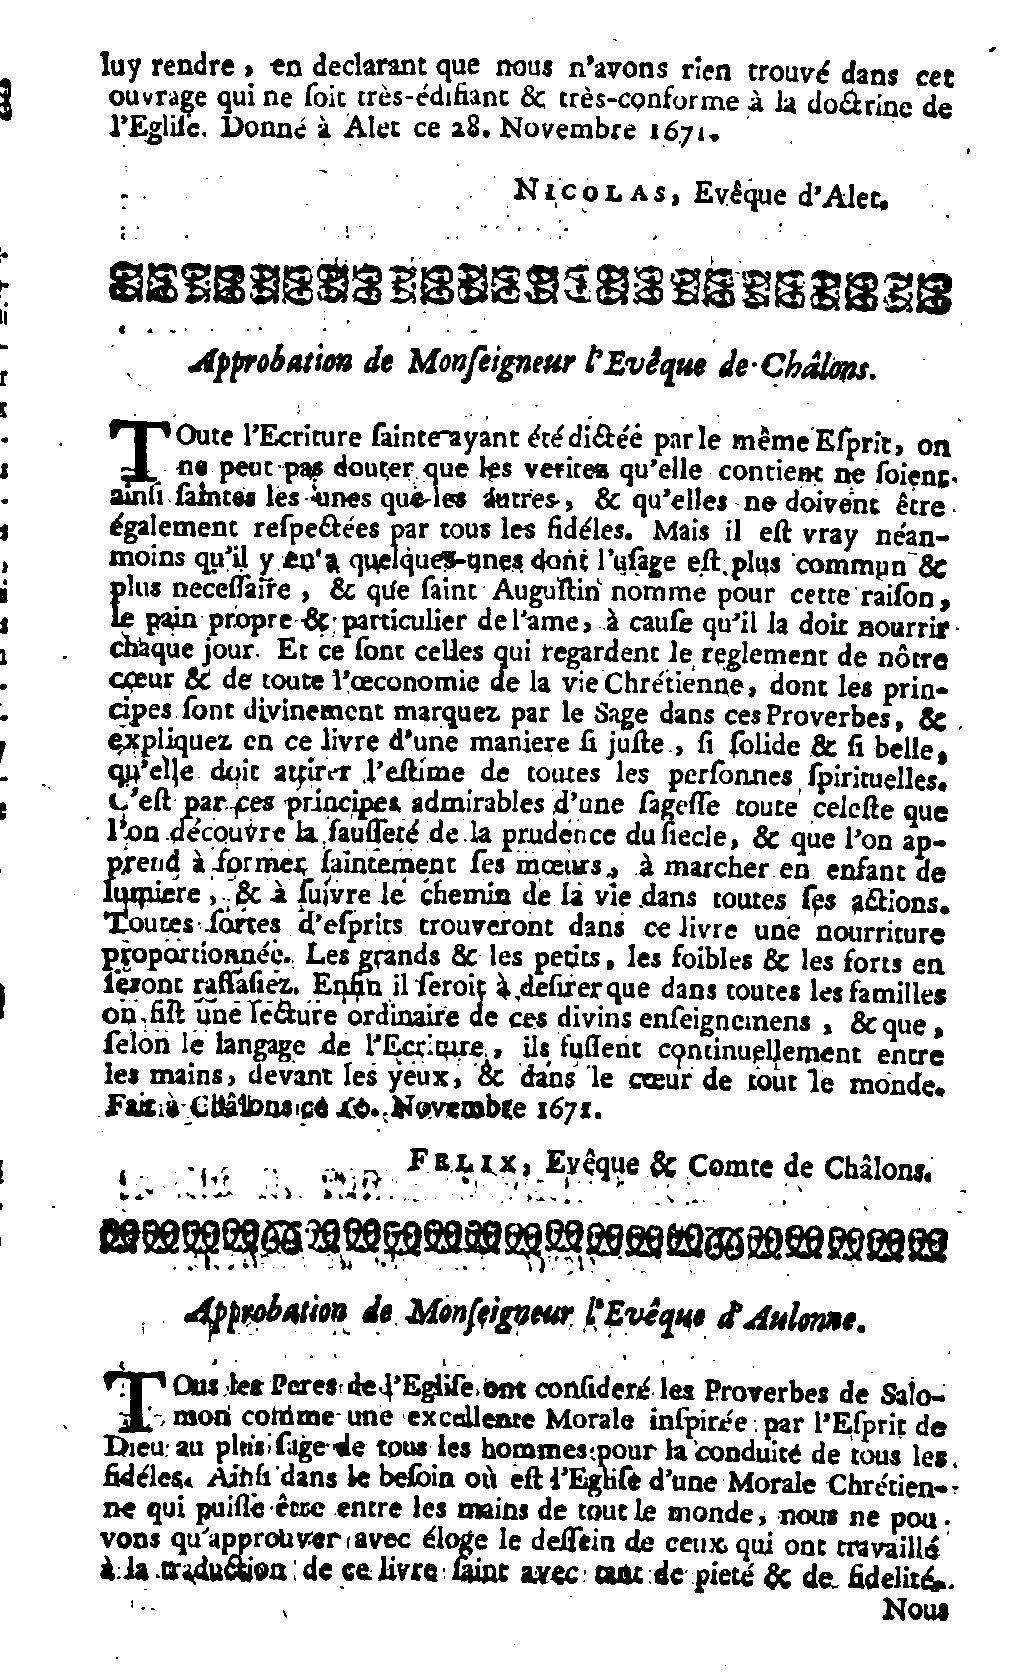 luy rendre, en declarant que nous n'avons rien trouvé dans cet
ouvrage qui ne ſoit très-édifiant & très-conforme à la doctrine de
l'Egliſe. Donné à Alet ce 28. Novembre 1671.
NICOLAS, Evêque d'Alet.
Approbation de Monſeigneur l'Evêque de Châlons.
TOute l'Ecriture ſainte ayant été dictéé par le même Eſprit, on
ne peut pas douter que les verites qu'elle contient ne ſoient
ainſi ſaintes les unes que les autres, & qu'elles ne doivent être
également reſpectées par tous les fidéles. Mais il eſt vray néan-
moins qu'il y en a quelques-unes dont l'uſage eſt plus commun &
plus neceſſaire, & que ſaint Auguſtin nomme pour cette raiſon,
le pain propre & particulier de l'ame, à cauſe qu'il la doit nourrir
chaque jour. Et ce ſont celles qui regardent le reglement de nôtre
cœur & de toute l'œconomie de la vie Chrétienne, dont les prin-
cipes ſont divinement marquez par le Sage dans ces Proverbes, &
expliquez en ce livre d'une maniere ſi juſte, ſi ſolide & ſi belle,
qu'elle doit attirer l'eſtime de toutes les perſonnes ſpirituelles.
C'eſt par ces principes admirables d'une ſageſſe toute celeſte que
l'on découvre la fauſſeté de la prudence du ſiecle, & que l'on ap-
prend à former ſaintement ſes mœurs, à marcher en enfant de
lumiere, & à ſuivre le chemin de la vie dans toutes ſes actions.
Toutes ſortes d'eſprits trouveront dans ce livre une nourriture
proportionnée. Les grands & les petits, les foibles & les forts en
ſeront raſſaſiez. Enfin il ſeroit à deſirer que dans toutes les familles
on fiſt une lecture ordinaire de ces divins enſeignemens, & que,
ſelon le langage de l'Ecriture, ils fuſſent continuellement entre
les mains, devant les yeux, & dans le cœur de tout le monde.
Fait à Châlons ce 10. Novembre 1671.
FELIX, Evêque & Comte de Châlons.
Approbation de Monſeigneur l'Evêque d'Aulonne.
TOus les Peres de l'Egliſe ont conſideré les Proverbes de Salo-
mon comme une excellente Morale inſpirée par l'Eſprit de
Dieu au plus ſage de tous les hommes pour la conduite de tous les
fidéles. Ainſi dans le beſoin où eſt l'Egliſe d'une Morale Chrétien-
ne qui puiſſe être entre les mains de tout le monde, nous ne pou
vons qu'approuver avec éloge le deſſein de ceux qui ont travaillé
à la traduction de ce livre ſaint avec tant de pieté & de fidelité.
Nous